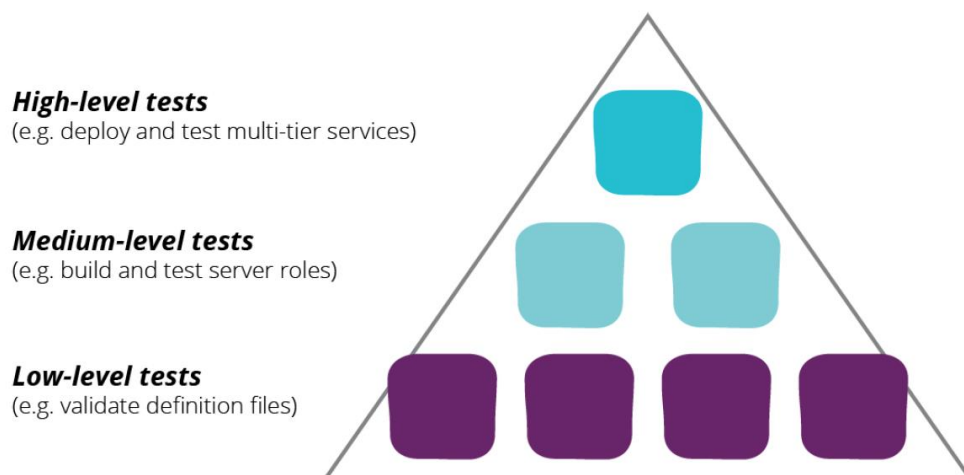 High-level tests
(e.g. deploy and test multi-tier services)
Medium-level tests
(e.g. build and test server roles)
Low-level tests
(e.g. validate definition files)